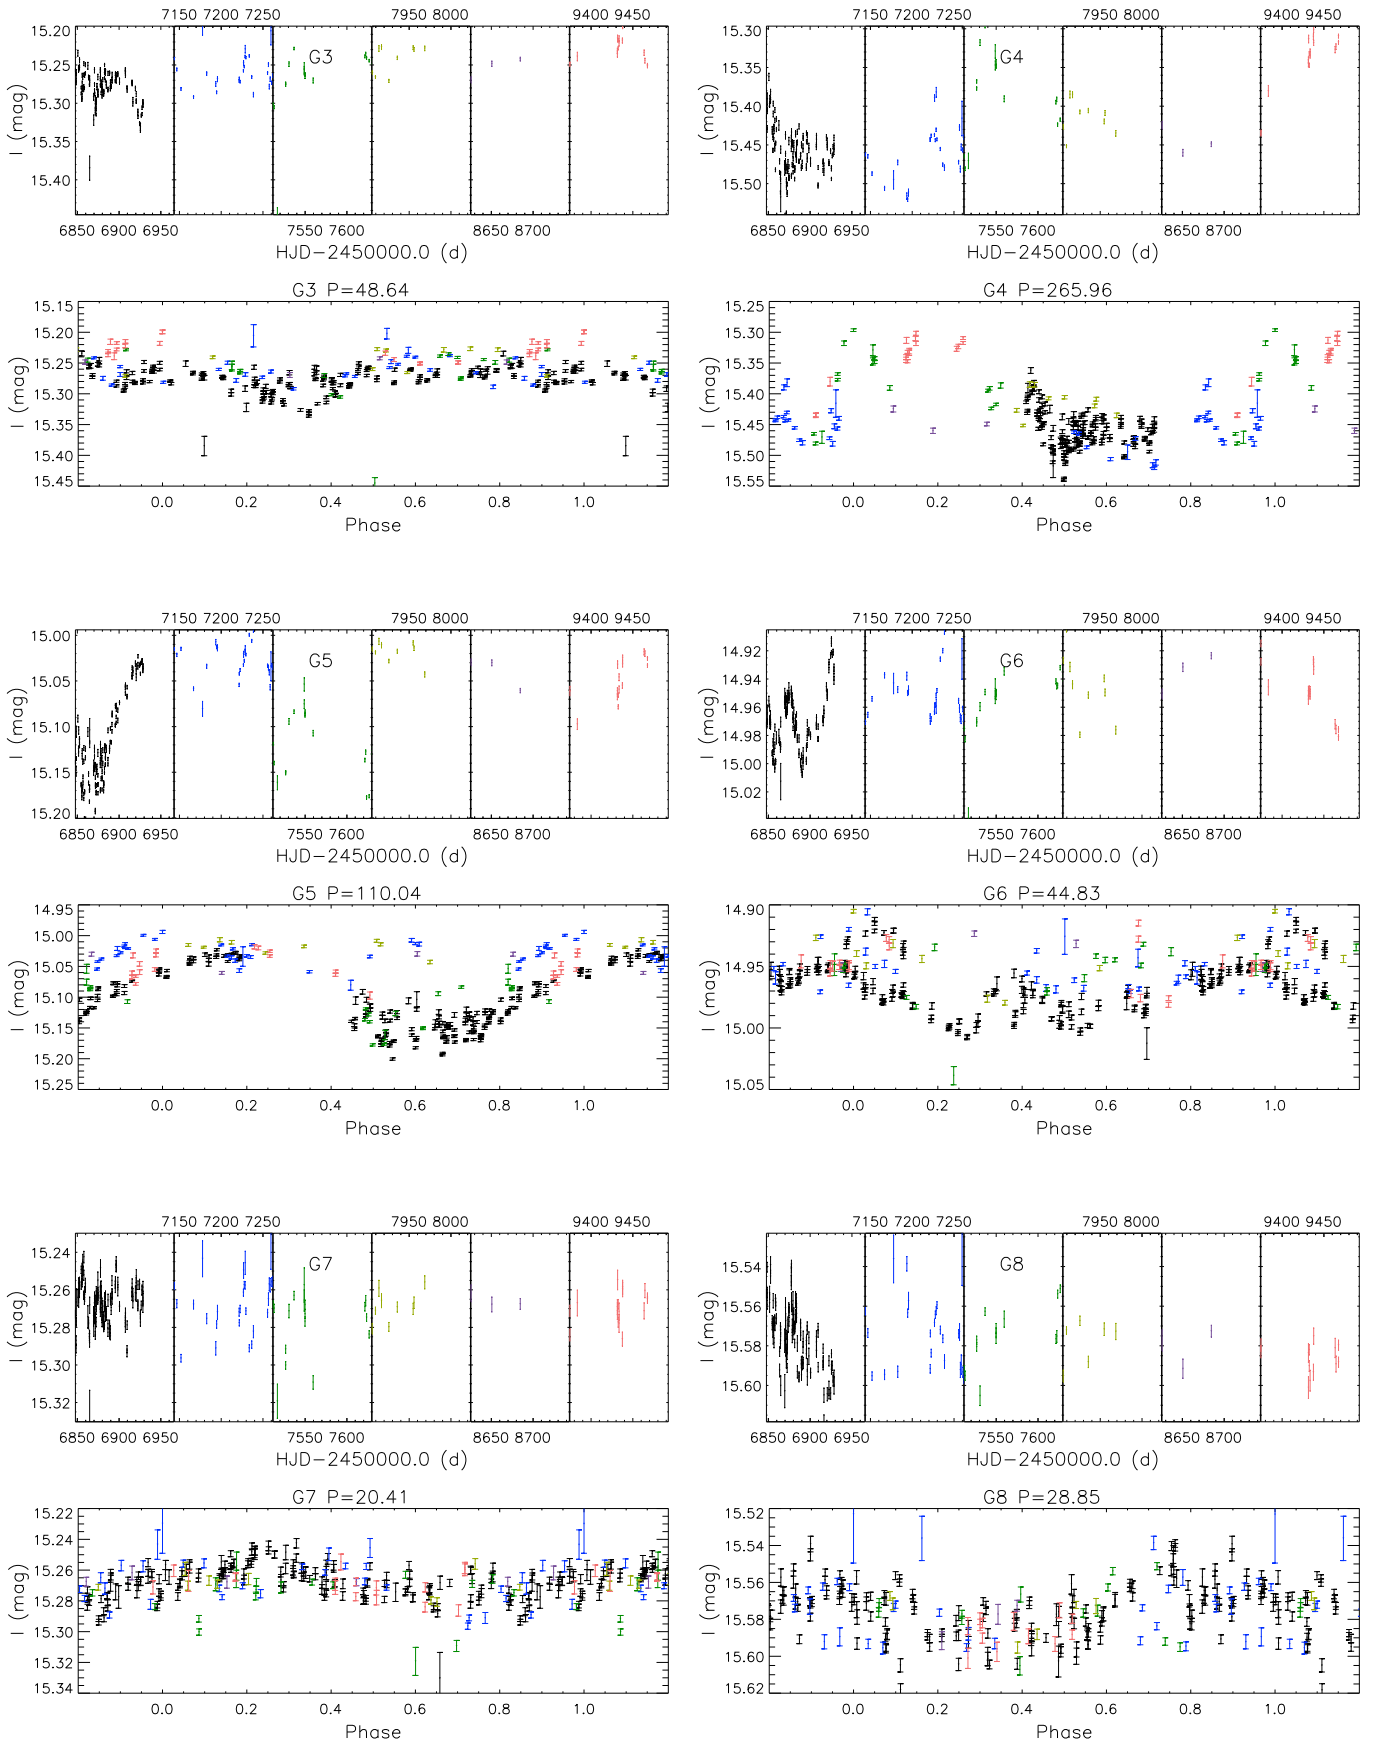 7150 7200 7250 7950 8000 9400 9450
7150 7200 7250 7950 8000 9400 9450
15.20 15.25 15.30 15.35 15.40
I (mag)
G3
15.30 15.35 15.40 15.45 15.50
I (mag)
G4
6850 6900 6950 7550 7600 8650 8700
6850 6900 6950 7550 7600 8650 8700
HJD-2450000.0 (d)
HJD-2450000.0 (d)
G3 P=48.64
G4 P=265.96
15.15 15.20 15.25 15.30 15.35 15.40 15.45
I (mag)
15.25 15.30 15.35 15.40 15.45 15.50 15.55
I (mag)
0.0 0.2 0.4 0.6 0.8 1.0
0.0 0.2 0.4 0.6 0.8 1.0
Phase
Phase
7150 7200 7250 7950 8000 9400 9450
7150 7200 7250 7950 8000 9400 9450
15.00 15.05 15.10 15.15 15.20
I (mag)
G5
14.92 14.94 14.96 14.98 15.00 15.02
I (mag)
G6
6850 6900 6950 7550 7600 8650 8700
6850 6900 6950 7550 7600 8650 8700
HJD-2450000.0 (d)
HJD-2450000.0 (d)
G5 P=110.04
G6 P=44.83
14.95 15.00 15.05 15.10 15.15 15.20 15.25
I (mag)
14.90 14.95 15.00 15.05
I (mag)
0.0 0.2 0.4 0.6 0.8 1.0
0.0 0.2 0.4 0.6 0.8 1.0
Phase
Phase
7150 7200 7250 7950 8000 9400 9450
7150 7200 7250 7950 8000 9400 9450
15.24 15.26 15.28 15.30 15.32
I (mag)
G7
15.54 15.56 15.58 15.60
I (mag)
G8
6850 6900 6950 7550 7600 8650 8700
6850 6900 6950 7550 7600 8650 8700
HJD-2450000.0 (d)
HJD-2450000.0 (d)
G7 P=20.41
G8 P=28.85
15.22 15.24 15.26 15.28 15.30 15.32 15.34
I (mag)
15.52 15.54 15.56 15.58 15.60 15.62
I (mag)
0.0 0.2 0.4 0.6 0.8 1.0
0.0 0.2 0.4 0.6 0.8 1.0
Phase
Phase